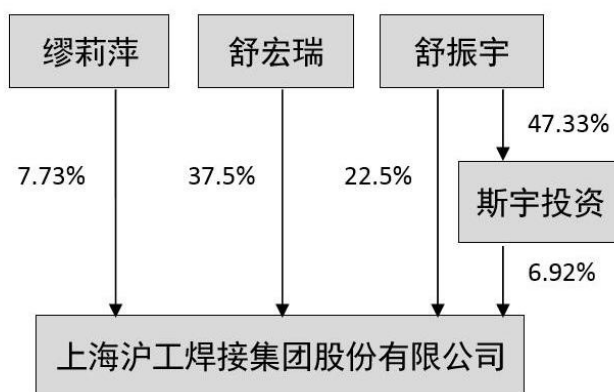 缪莉萍
舒宏瑞
舒振宇
47.33%
7.73%
37.5%
22.5%
斯宇投资
6.92%
上海沪工焊接集团股份有限公司